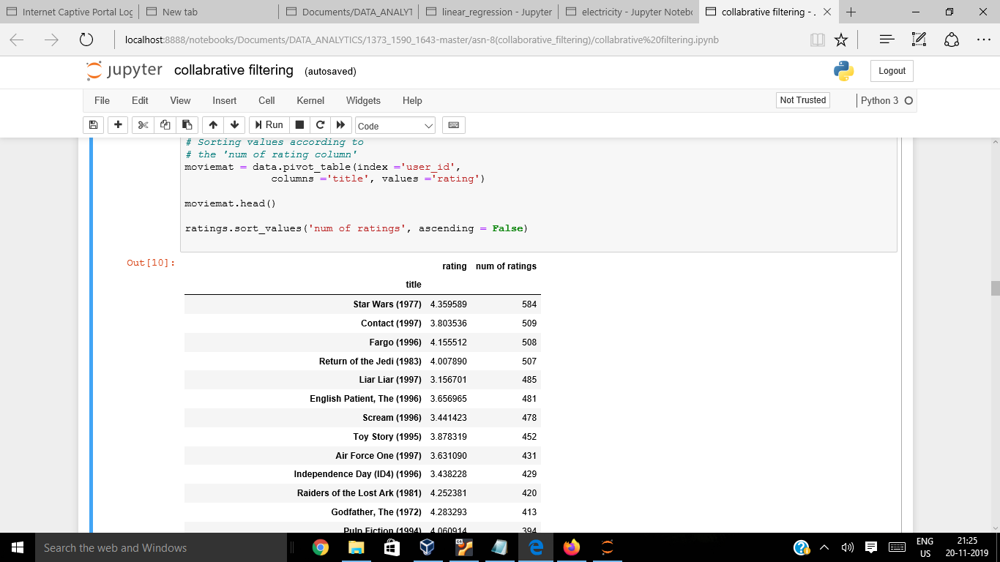 Internet Captive Portal Log
New tab
Documents/DATA_ANALYT
linear_regression - Jupyter
electricity - Jupyter Notebo
collabrative filtering - .
localhost:8888/notebooks/Documents/DATA_ANALYTICS/1373_1590_1643-master/asn-8(collaborative_filtering)/collabrative%20filtering.ipynb
jupyter collabrative filtering (autosaved)
Logout
File Edit View Insert Cell Kernel Widgets Help
Not Trusted
Python 3
Run
Code
# Sorting values according to
# the 'num of rating column'
moviemat = data.pivot_table(index ='user_id',
columns ='title', values ='rating')
moviemat.head()
ratings.sort_values('num of ratings', ascending = False)
Out[10]:
rating num of ratings
title
Star Wars (1977) 4.359589 584
Contact (1997) 3.803536 509
Fargo (1996) 4.155512 508
Return of the Jedi (1983) 4.007890 507
Liar Liar (1997) 3.156701 485
English Patient, The (1996) 3.656965 481
Scream (1996) 3.441423 478
Toy Story (1995) 3.878319 452
Air Force One (1997) 3.631090 431
Independence Day (ID4) (1996) 3.438228 429
Raiders of the Lost Ark (1981) 4.252381 420
Godfather, The (1972) 4.283293 413
Pulp Fiction (1994) 4.060914 394
Search the web and Windows
64
ENG
US
21:25
20-11-2019